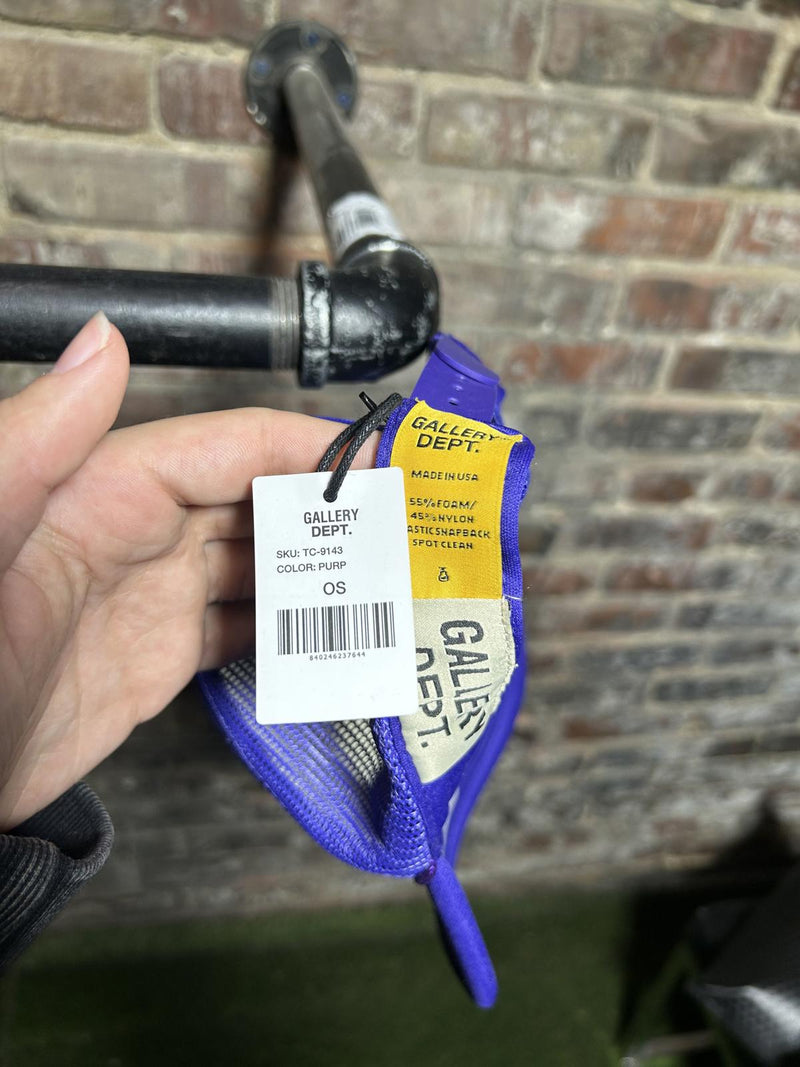 GALLERY
DEPT.
SKU: TC-9143
COLOR: PURP
OS
840246237644
GALLERY
DEPT.
MADE IN USA
55% FOAM/
45% NYLON
ASTIC SNAPBACK
SPOT CLEAN
GALLERY
DEPT.